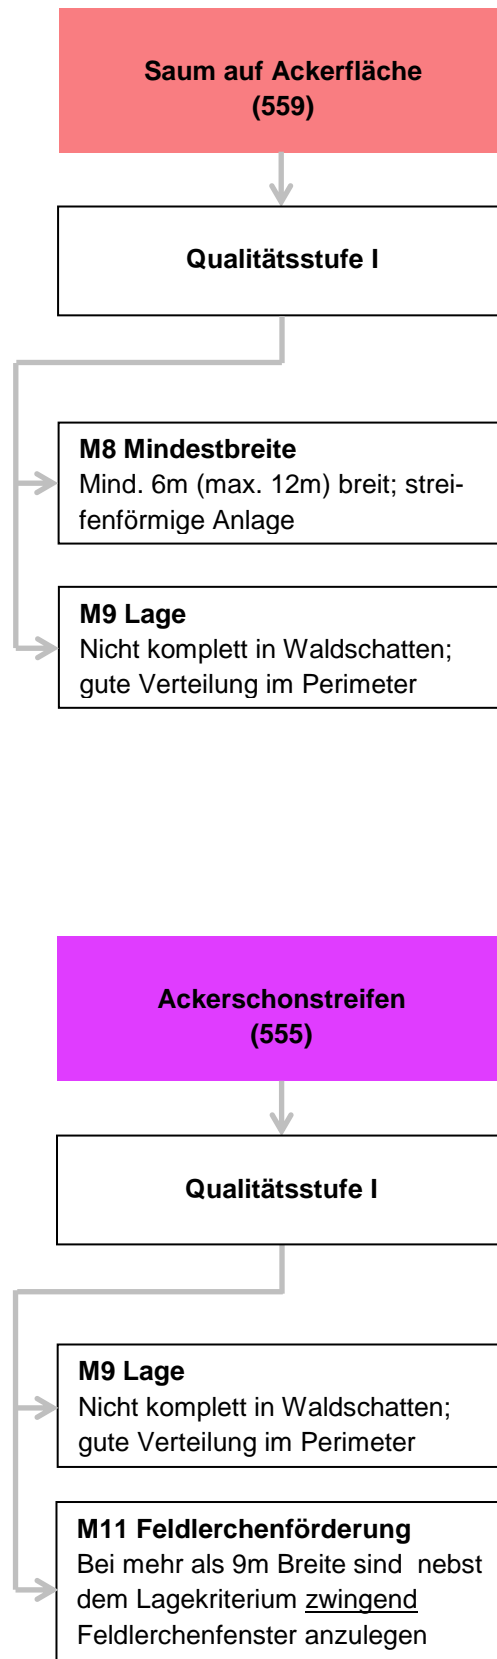 Saum auf Ackerfläche
(559)
Qualitätsstufe I
M8 Mindestbreite
Mind. 6m (max. 12m) breit; strei-
fenförmige Anlage
M9 Lage
Nicht komplett in Waldschatten;
gute Verteilung im Perimeter
Ackerschonstreifen
(555)
Qualitätsstufe I
M9 Lage
Nicht komplett in Waldschatten;
gute Verteilung im Perimeter
M11 Feldlerchenförderung
Bei mehr als 9m Breite sind  nebst
dem Lagekriterium zwingend
Feldlerchenfenster anzulegen